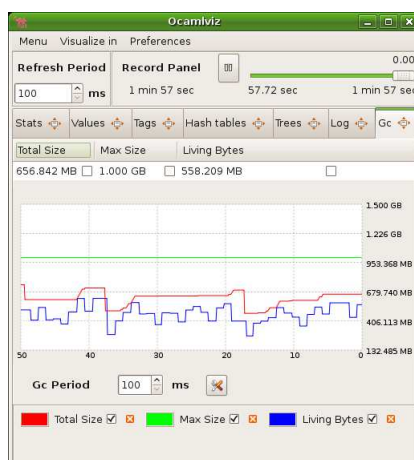 Ocamlviz
Menu Visualize in Preferences
Refresh Period Record Panel 0.00
100 ms 1 min 57 sec 57.72 sec 1 min 57 sec
Stats Values Tags Hash tables Trees Log Gc
Total Size Max Size Living Bytes
656.842 MB 1.000 GB 558.209 MB
1.500 GB
1.226 GB
953.368 MB
679.740 MB
406.113 MB
132.485 MB
50 40 30 20 10 0
Gc Period 100 ms
Total Size Max Size Living Bytes